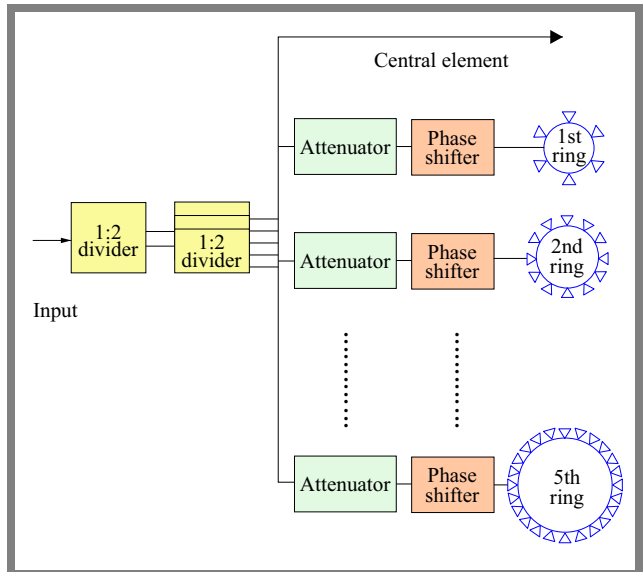 Central element
Attenuator
Phase
shifter
1st
ring
1:2
divider
1:2
divider
Attenuator
Phase
shifter
2nd
ring
Input
Attenuator
Phase
shifter
5th
ring